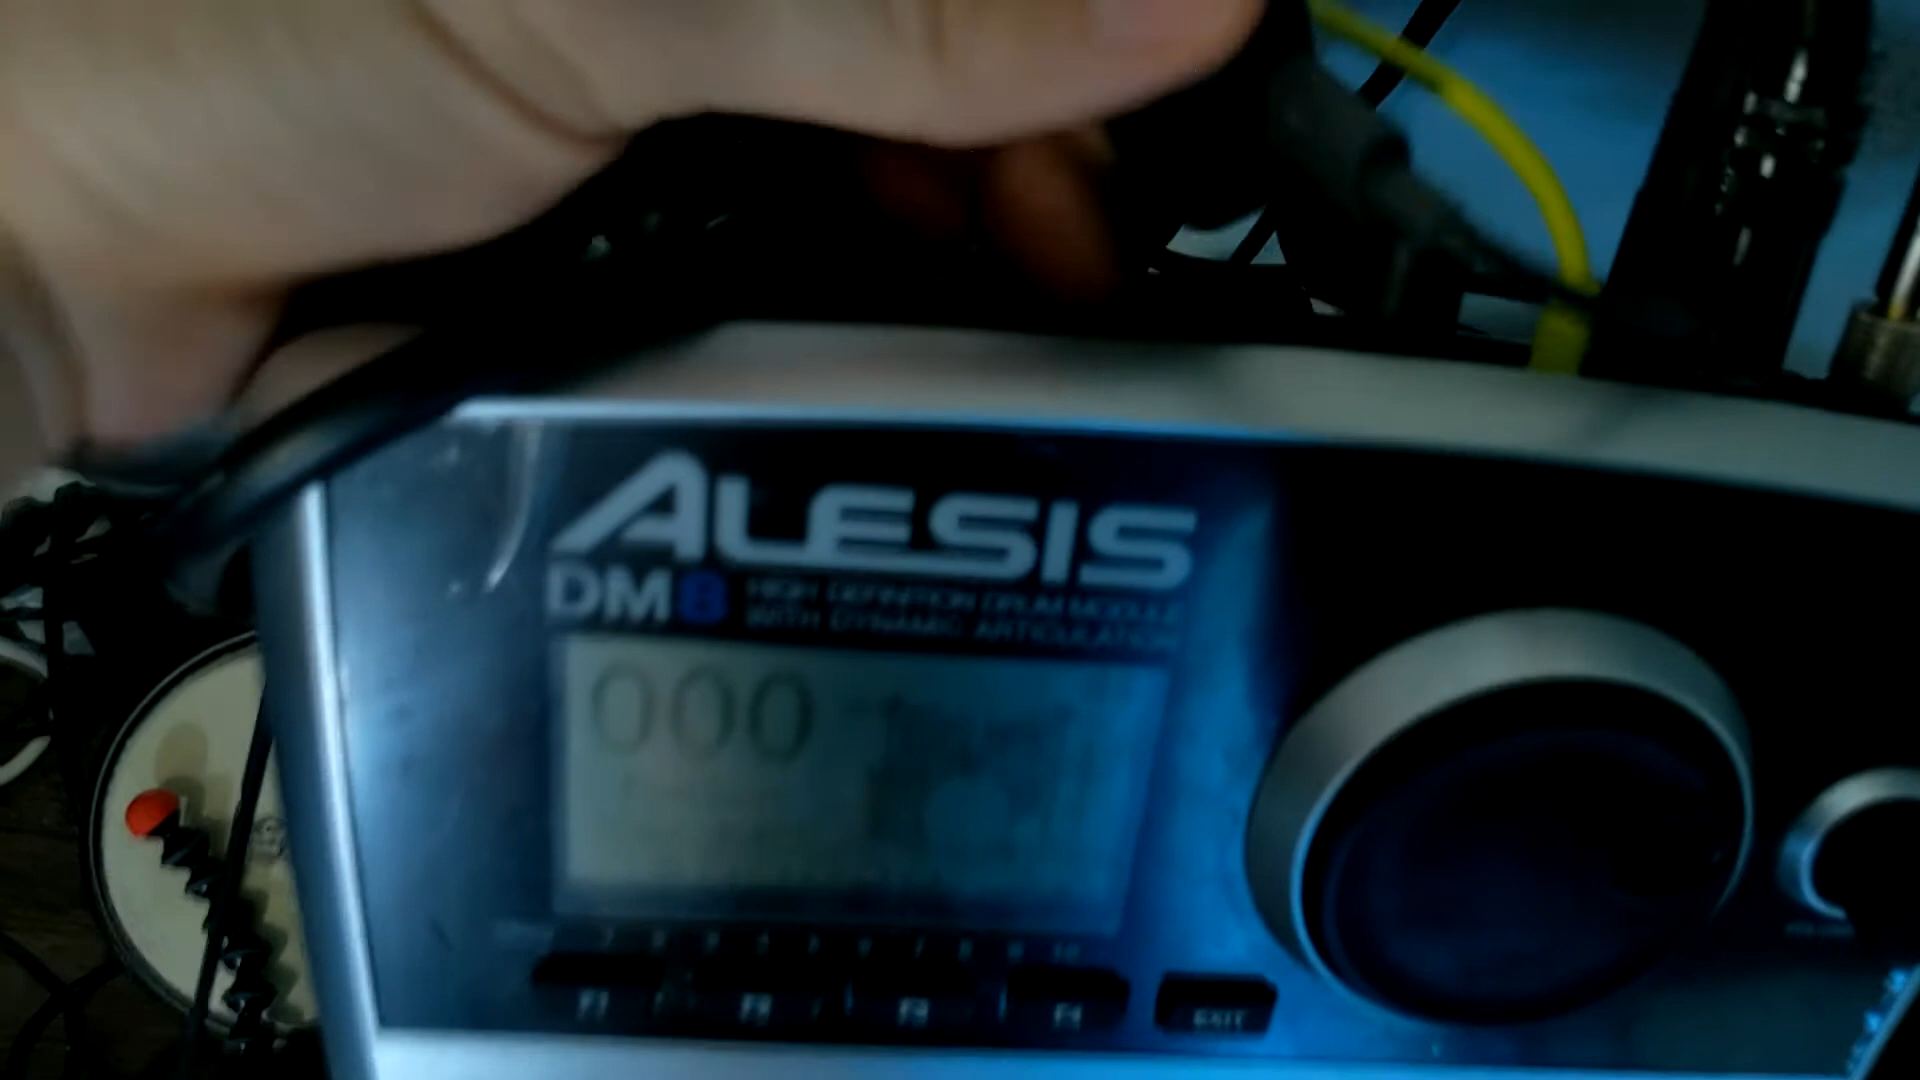 ALESIS
DM8 HIGH DEFINITION DRUM MODULE
WITH DYNAMIC ARTICULATION
000
F1 F2 F3 F4 EXIT